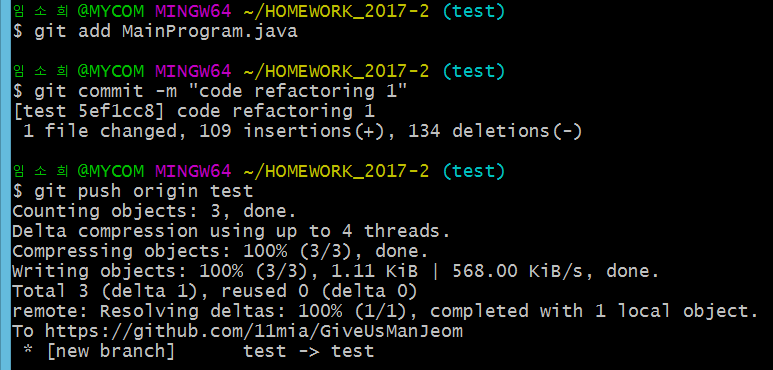 임 소 희 @MYCOM MINGW64 ~/HOMEWORK_2017-2 (test)
$ git add MainProgram.java
임 소 희 @MYCOM MINGW64 ~/HOMEWORK_2017-2 (test)
$ git commit -m "code refactoring 1"
[test 5ef1cc8] code refactoring 1
 1 file changed, 109 insertions(+), 134 deletions(-)
임 소 희 @MYCOM MINGW64 ~/HOMEWORK_2017-2 (test)
$ git push origin test
Counting objects: 3, done.
Delta compression using up to 4 threads.
Compressing objects: 100% (3/3), done.
Writing objects: 100% (3/3), 1.11 KiB | 568.00 KiB/s, done.
Total 3 (delta 1), reused 0 (delta 0)
remote: Resolving deltas: 100% (1/1), completed with 1 local object.
To https://github.com/11mia/GiveUsManJeom
 * [new branch]      test -> test